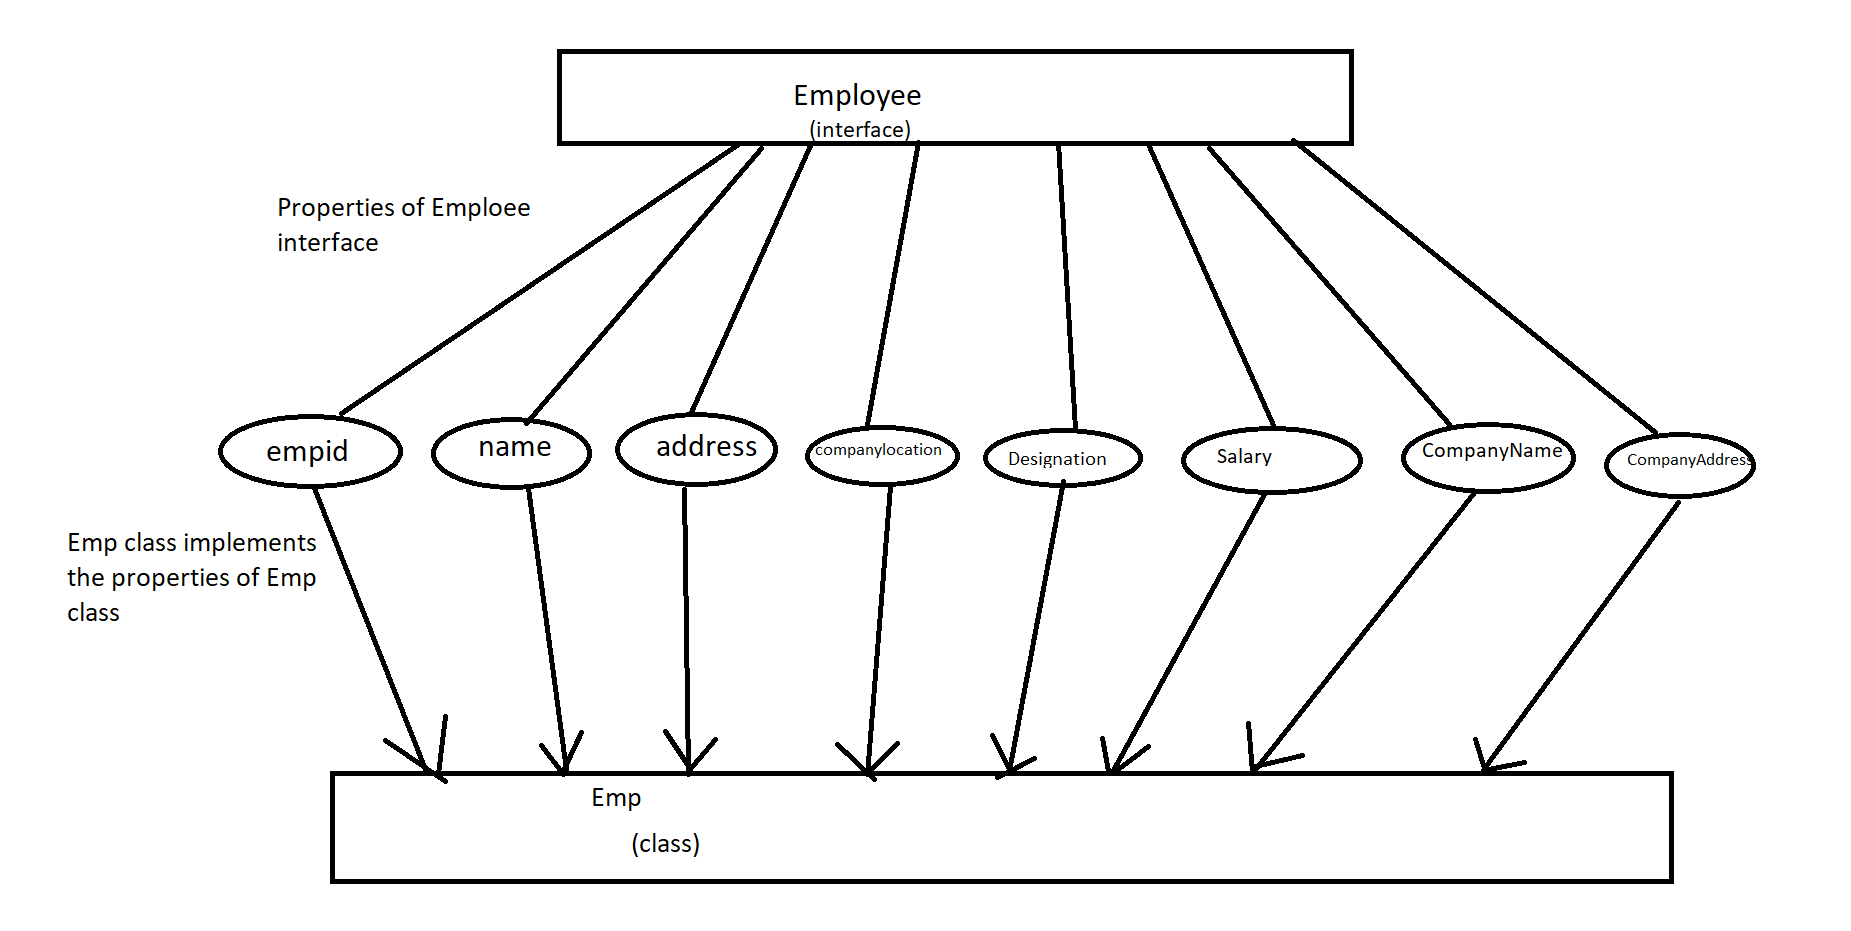 Employee
(interface)
Properties of Emploee
interface
empid
name
address
companylocation
Designation
Salary
CompanyName
CompanyAddress
Emp class implements
the properties of Emp
class
Emp
(class)